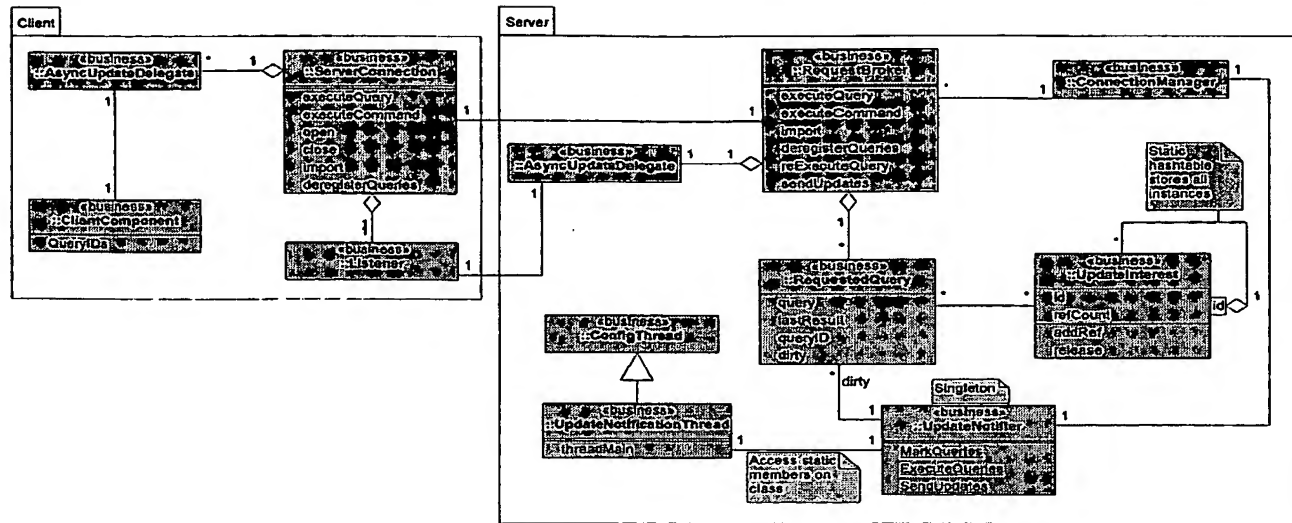 Client
«business»
::AsyncUpdateDelegate
*
1
«business»
::ServerConnection
executeQuery
executeCommand
open
close
import
deregisterQueries
1
1
1
1
«business»
::ClientComponent
QueryIDs
1
1
«business»
::Listener
1
Server
«business»
::RequestBroker
executeQuery
executeCommand
import
deregisterQueries
reExecuteQuery
sendUpdates
1
*
1
«business»
::ConnectionManager
1
«business»
::AsyncUpdateDelegate
1
1
1
Static
hashtable
stores all
instances
1
*
«business»
::RequestedQuery
query
lastResult
queryID
dirty
*
*
*
«business»
::UpdateInterest
id
refCount
addRef
release
id
1
«business»
::ConfigThread
*
dirty
1
Singleton
«business»
::UpdateNotificationThread
threadMain
1
1
Access static
members on
class
«business»
::UpdateNotifier
MarkQueries
ExecuteQueries
SendUpdates
1